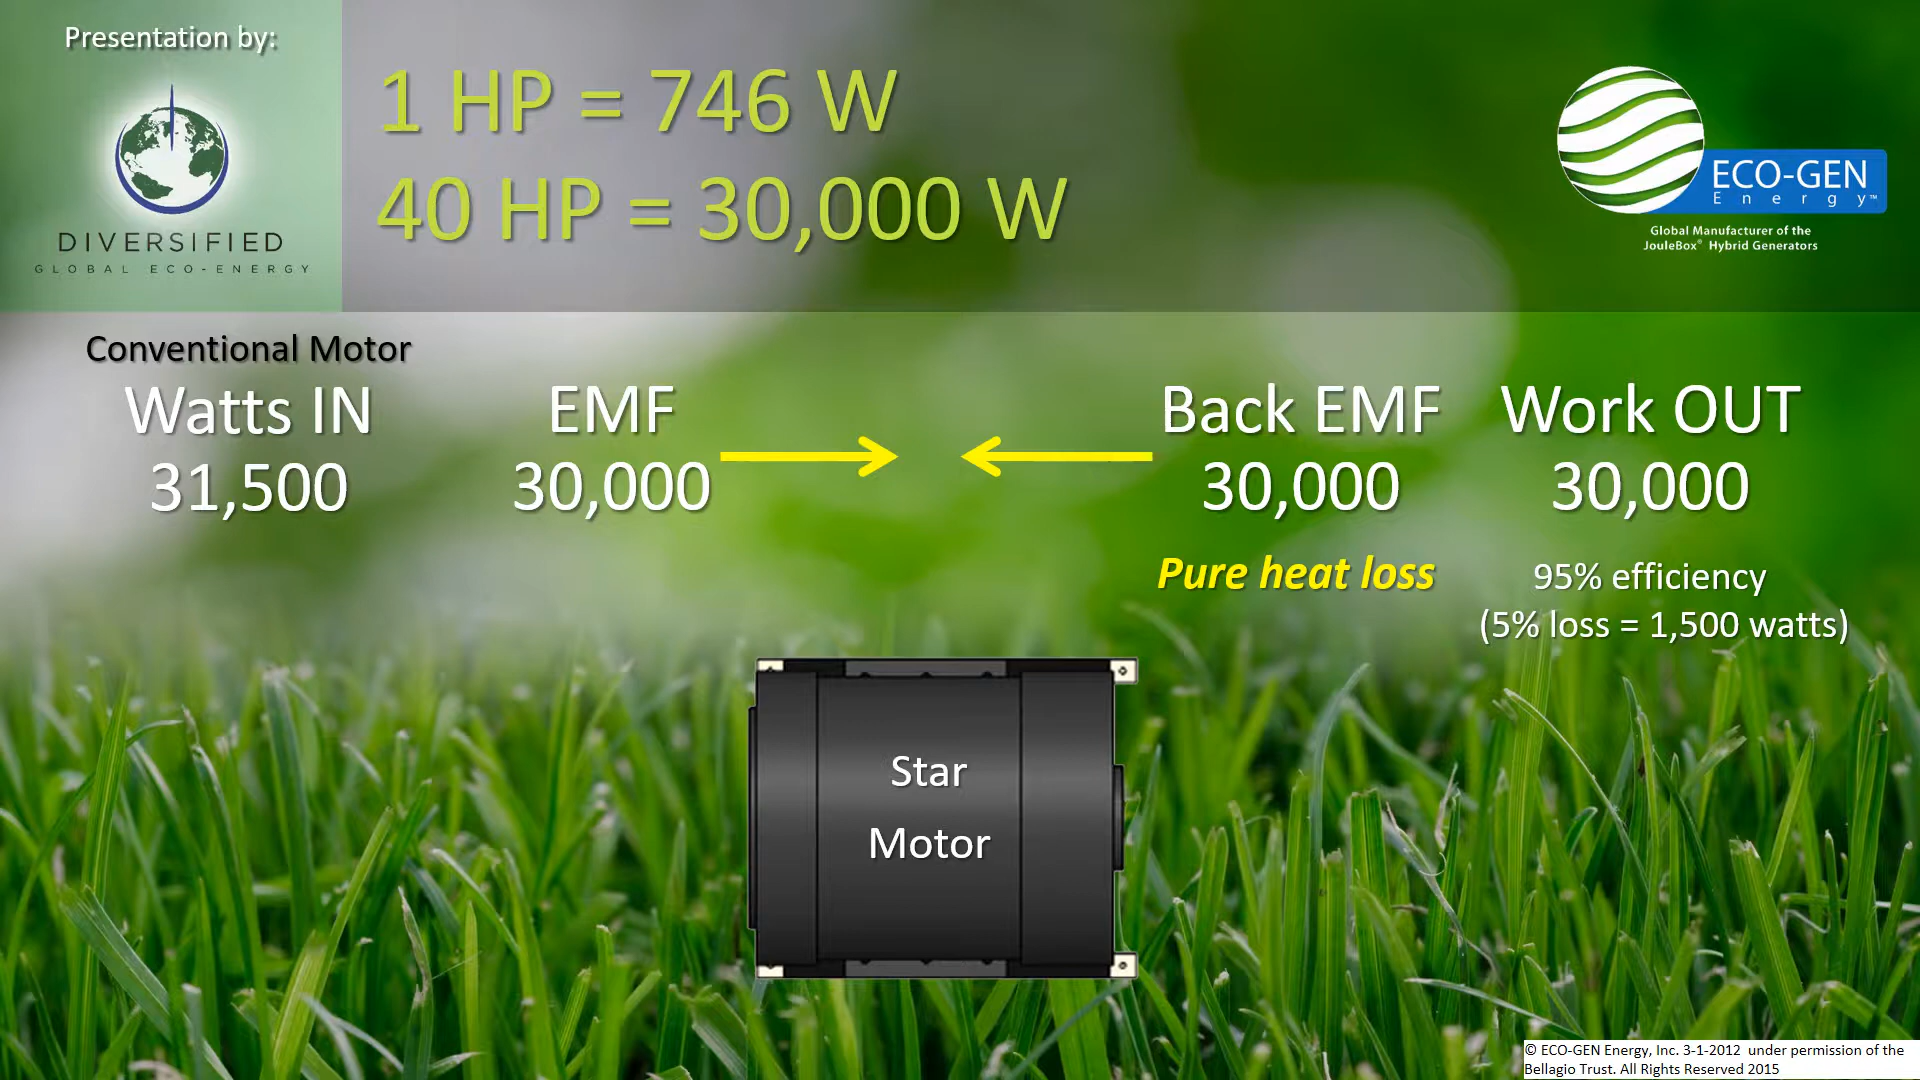 Presentation by:
DIVERSIFIED
GLOBAL ECO-ENERGY
1 HP = 746 W
40 HP = 30,000 W
ECO-GEN
Energy™
Global Manufacturer of the
JouleBox® Hybrid Generators
Conventional Motor
Watts IN
31,500
EMF
30,000
Back EMF
30,000
Pure heat loss
Work OUT
30,000
95% efficiency
(5% loss = 1,500 watts)
Star
Motor
© ECO-GEN Energy, Inc. 3-1-2012 under permission of the
Bellagio Trust. All Rights Reserved 2015